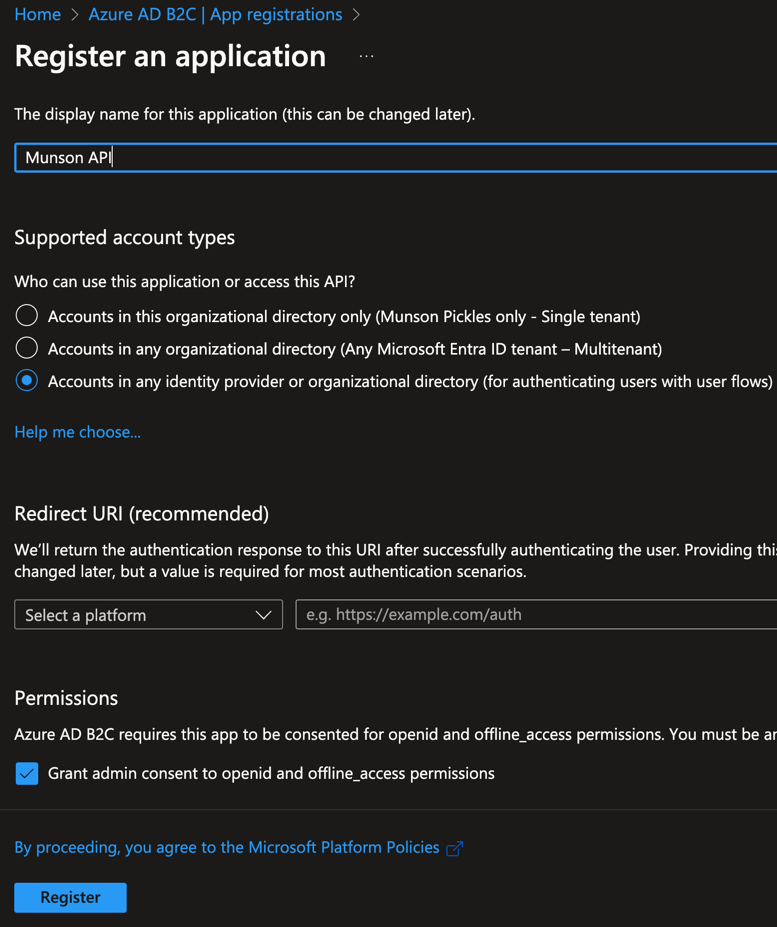 Home > Azure AD B2C | App registrations >
Register an application ...
The display name for this application (this can be changed later).
Munson API
Supported account types
Who can use this application or access this API?
Accounts in this organizational directory only (Munson Pickles only - Single tenant)
Accounts in any organizational directory (Any Microsoft Entra ID tenant – Multitenant)
Accounts in any identity provider or organizational directory (for authenticating users with user flows)
Help me choose...
Redirect URI (recommended)
We'll return the authentication response to this URI after successfully authenticating the user. Providing this
changed later, but a value is required for most authentication scenarios.
Select a platform
e.g. https://example.com/auth
Permissions
Azure AD B2C requires this app to be consented for openid and offline_access permissions. You must be an
Grant admin consent to openid and offline_access permissions
By proceeding, you agree to the Microsoft Platform Policies
Register